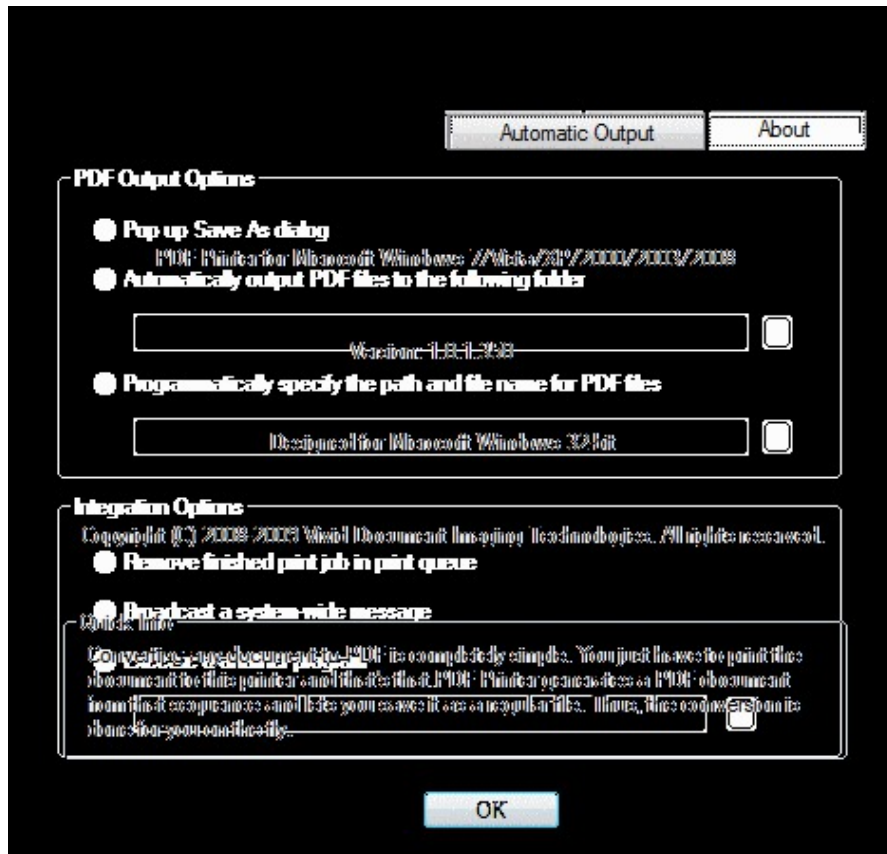 Automatic Output
About
PDF Output Options
Pop up Save As dialog
PDF Printer for Microsoft Windows 7/Vista/XP/2000/2003/2008
Automatically output PDF files to the following folder
Version: 1.8.1.
Programmatically specify the path and file name for PDF files
Designed for Microsoft Windows 32 bit
Integration Options
Copyright (C) 2008-2009 Vivid Document Imaging Technologies. All rights reserved.
Remove finished print job in print queue
Broadcast a system-wide message
Quick Info
Converting any document to PDF is completely simple. You just have to print the
document to this printer and that's that. PDF Printer generates a PDF document
from that sequence and lets you save it as a regular file. Thus, the conversion is
done for you on the fly.
OK